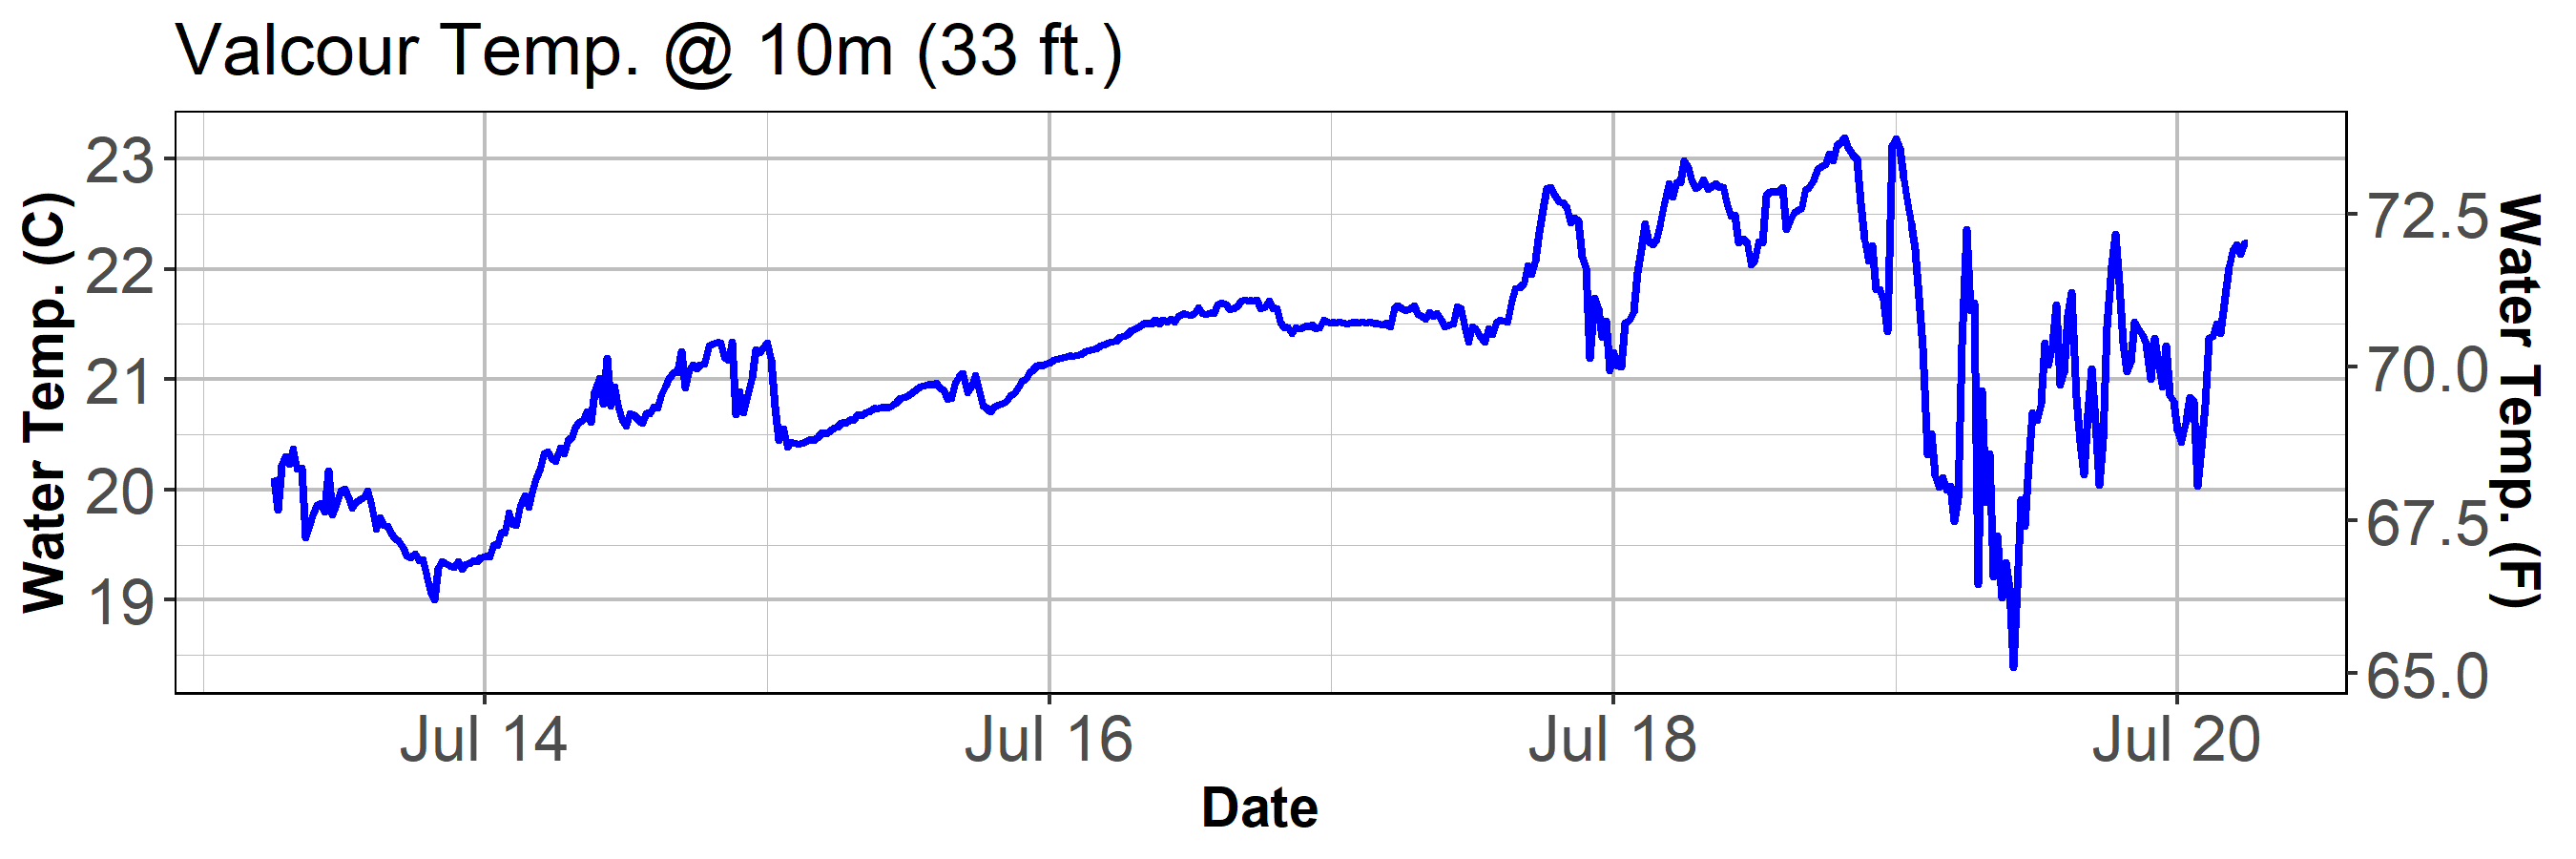 Valcour Temp. @ 10m (33 ft.)
Water Temp. (C)
23
22
21
20
19
72.5
70.0
67.5
65.0
Water Temp. (F)
Jul 14
Jul 16
Jul 18
Jul 20
Date